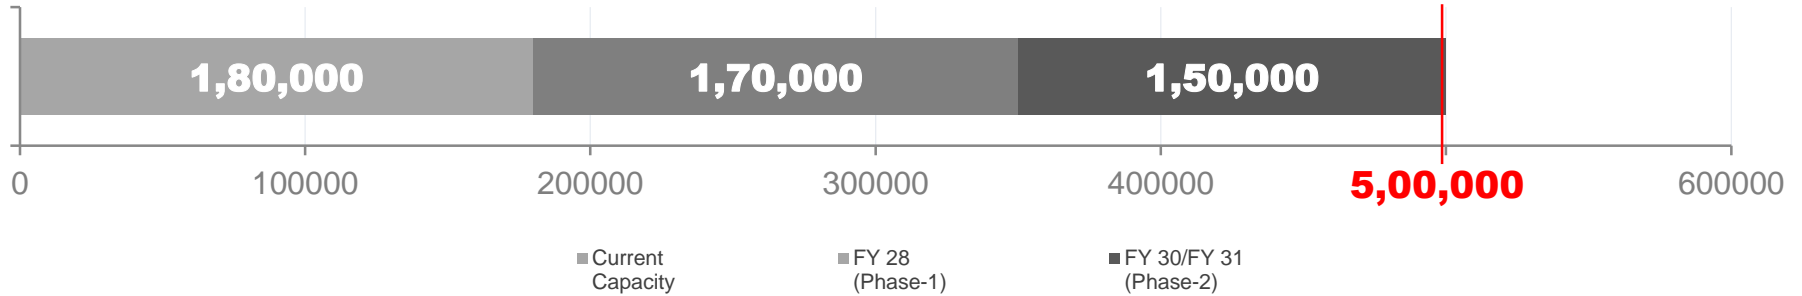 1,80,000 1,70,000 1,50,000
0 100000 200000 300000 400000 5,00,000 600000
Current Capacity
FY 28 (Phase-1)
FY 30/FY 31 (Phase-2)